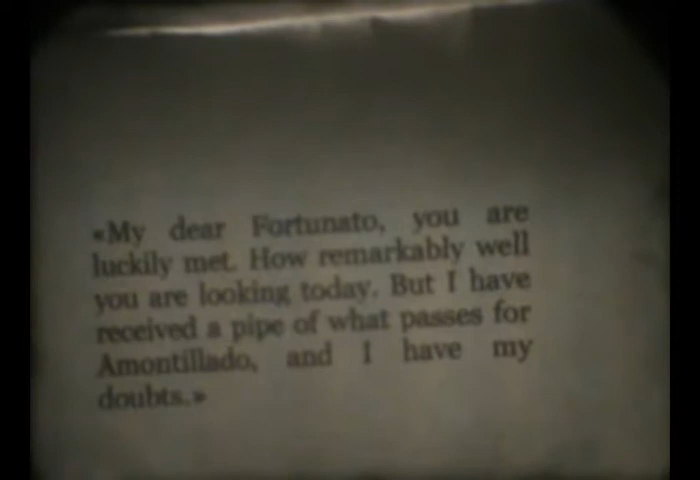 «My dear Fortunato, you are
luckily met. How remarkably well
you are looking today. But I have
received a pipe of what passes for
Amontillado, and I have my
doubts.»